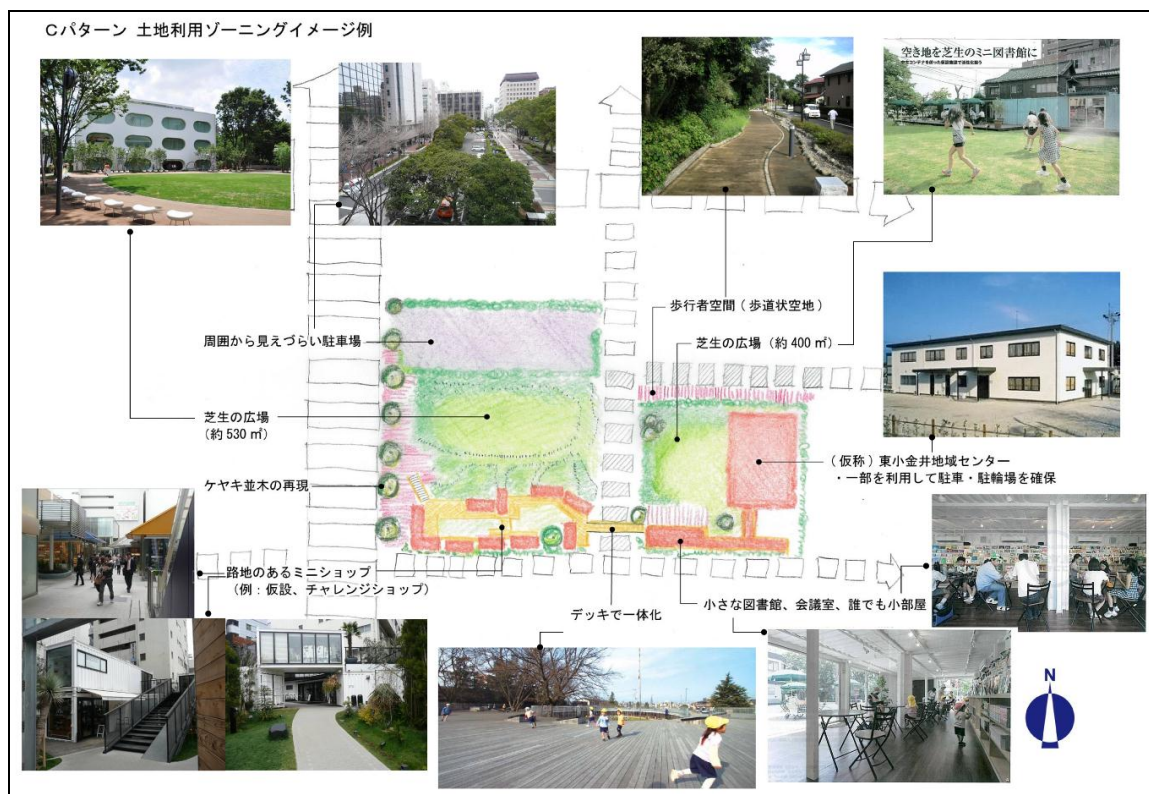 Cパターン 土地利用ゾーニングイメージ例
空き地を芝生のミニ図書館に
歩行者空間(歩道状空地)
周囲から見えづらい駐車場
芝生の広場(約400㎡)
芝生の広場
(約530㎡)
(仮称)東小金井地域センター
・一部を利用して駐車・駐輪場を確保
ケヤキ並木の再現
路地のあるミニショップ
(例:仮設、チャレンジショップ)
デッキで一体化
小さな図書館、会議室、誰でも小部屋
N